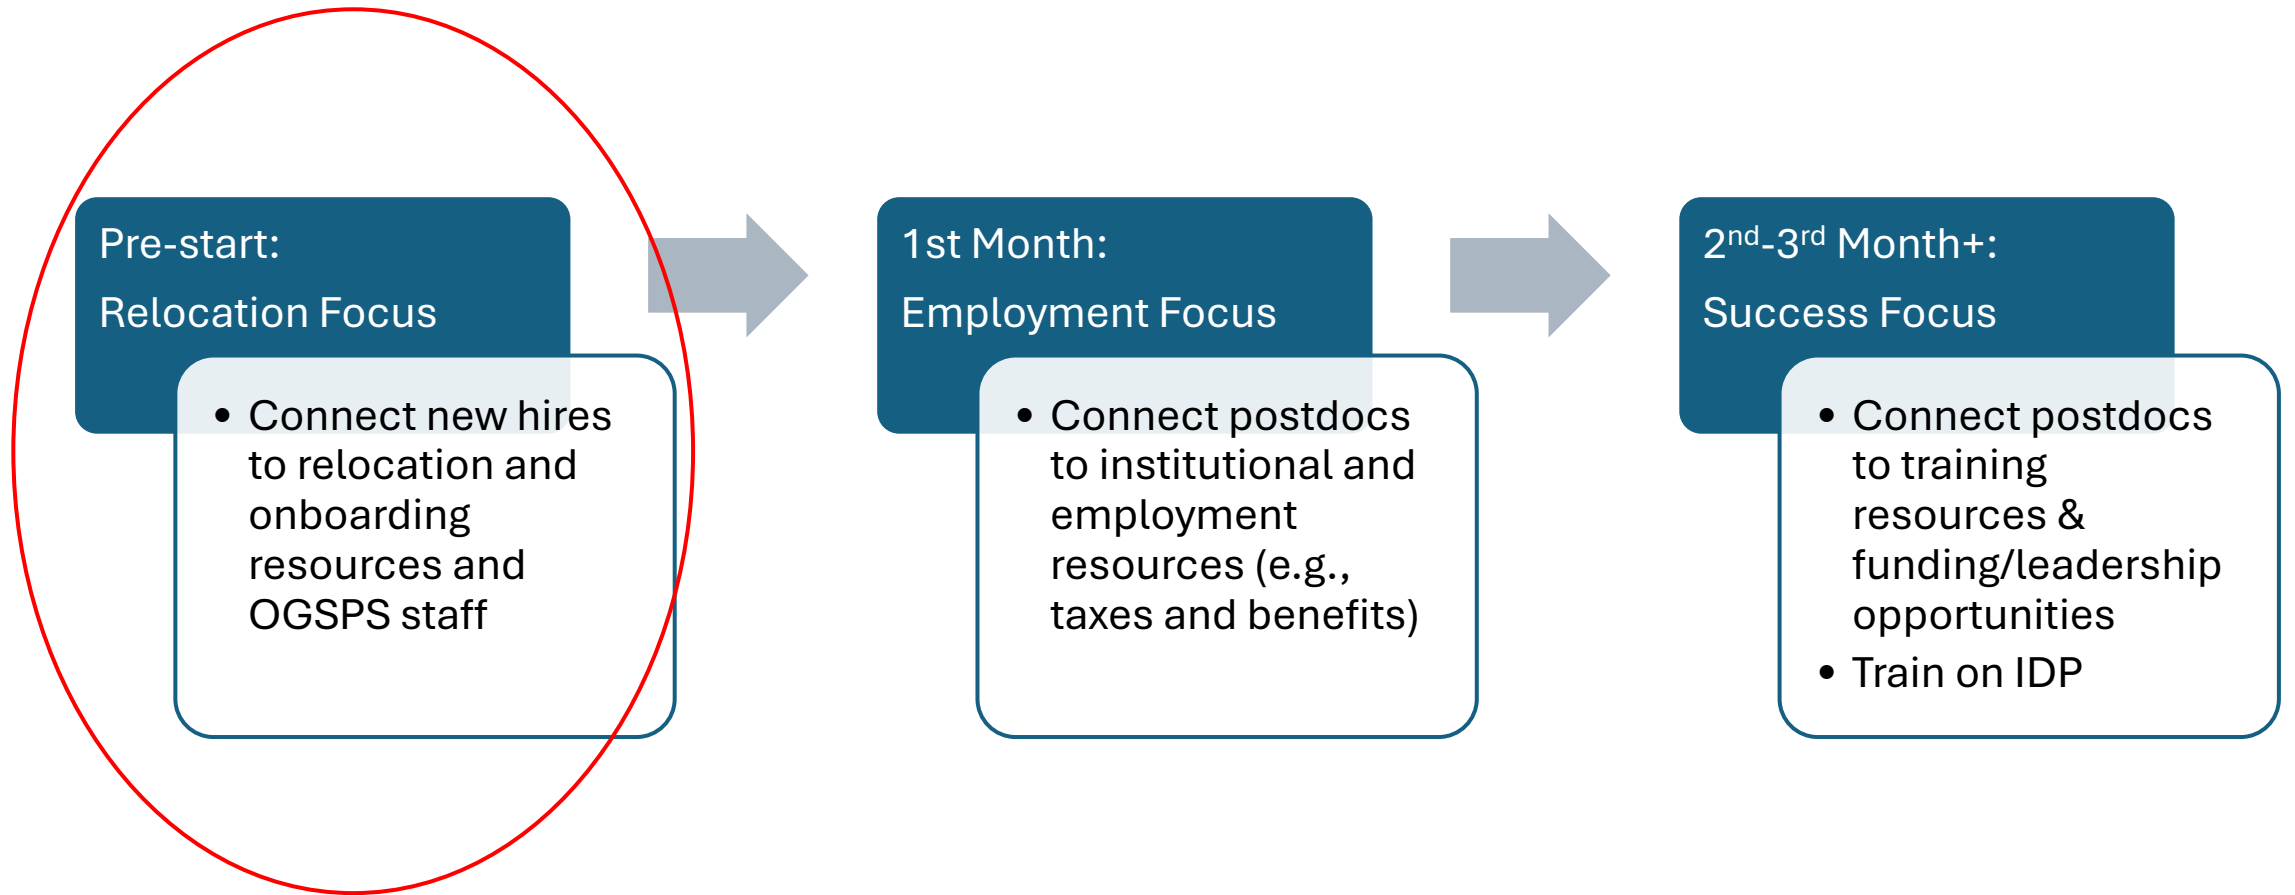 Pre-start:
Relocation Focus
• Connect new hires
to relocation and
onboarding
resources and
OGSPS staff
1st Month:
Employment Focus
• Connect postdocs
to institutional and
employment
resources (e.g.,
taxes and benefits)
2nd-3rd Month+:
Success Focus
• Connect postdocs
to training
resources &
funding/leadership
opportunities
• Train on IDP